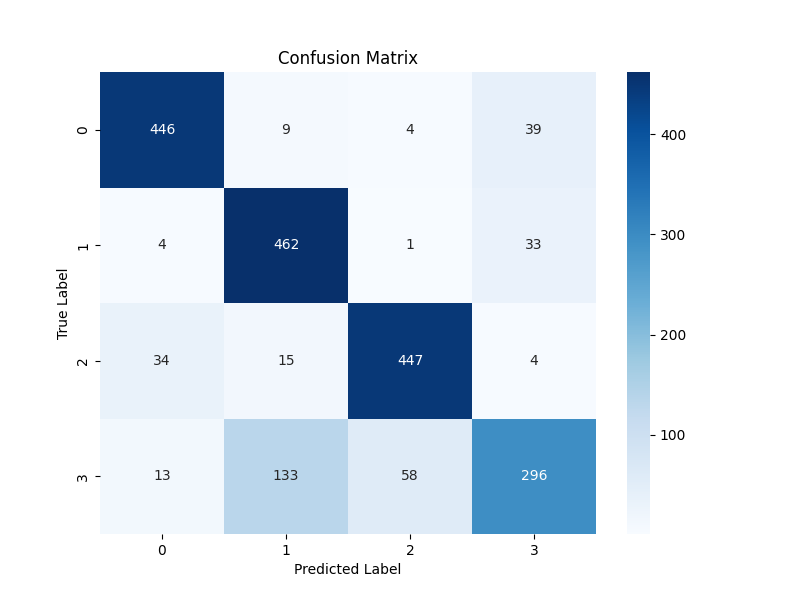 Confusion Matrix
0 446 9 4 39
1 4 462 1 33
2 34 15 447 4
3 13 133 58 296
0 1 2 3
True Label
Predicted Label
400
300
200
100